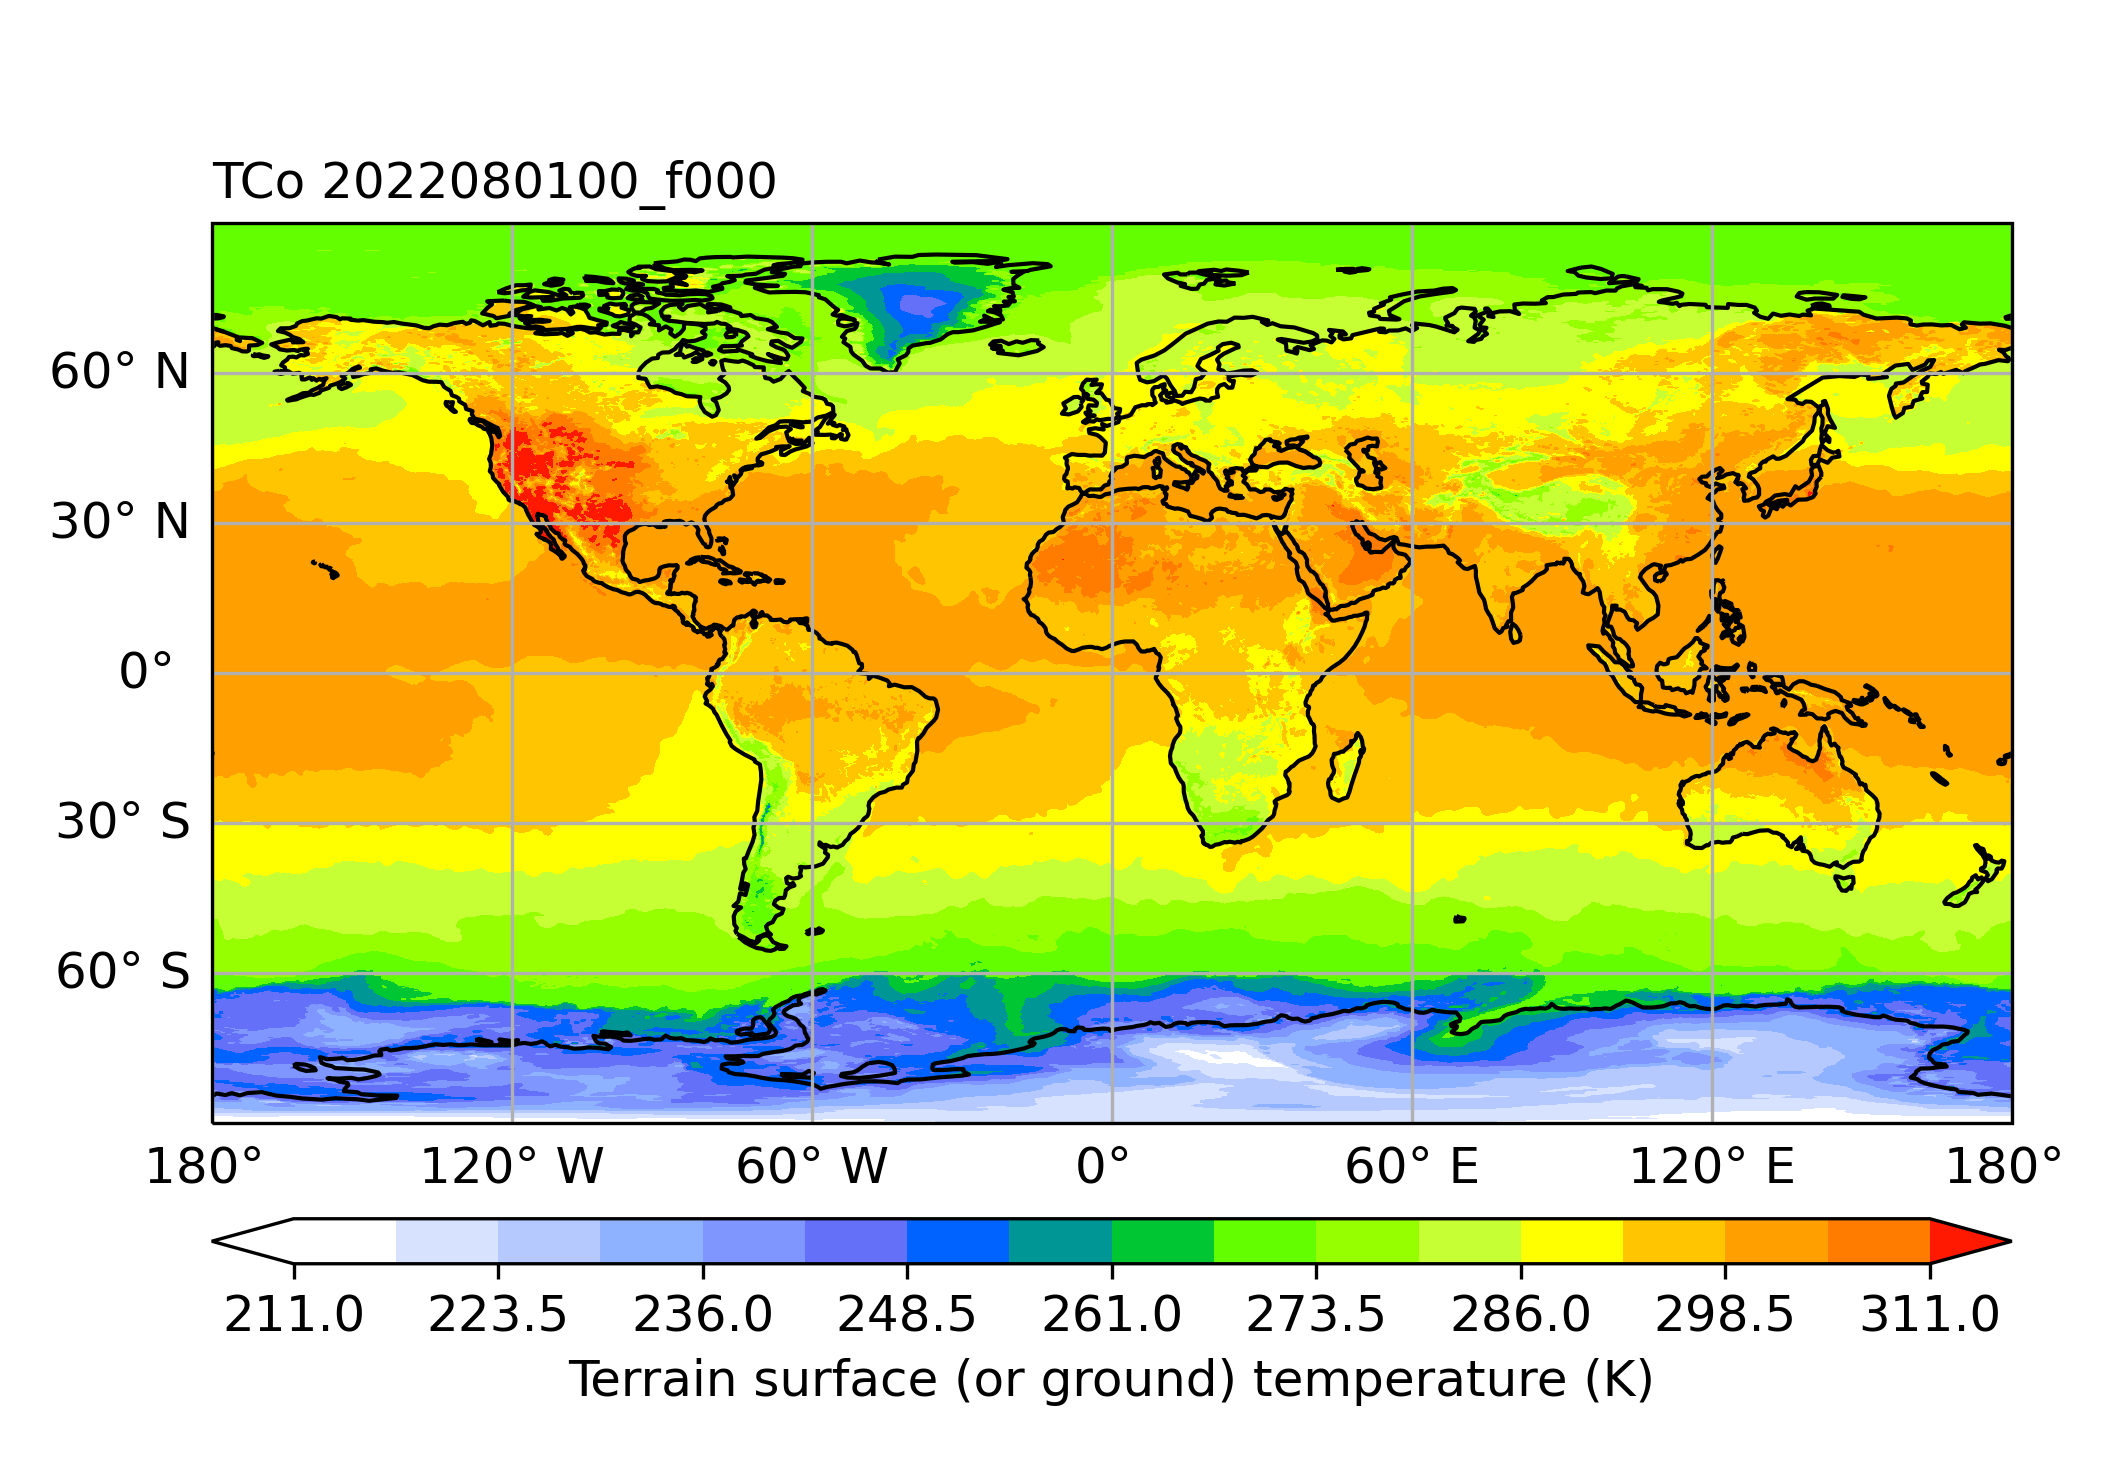 TCo 2022080100_f000
60° N
30° N
0°
30° S
60° S
180° 120° W 60° W 0° 60° E 120° E 180°
211.0 223.5 236.0 248.5 261.0 273.5 286.0 298.5 311.0
Terrain surface (or ground) temperature (K)